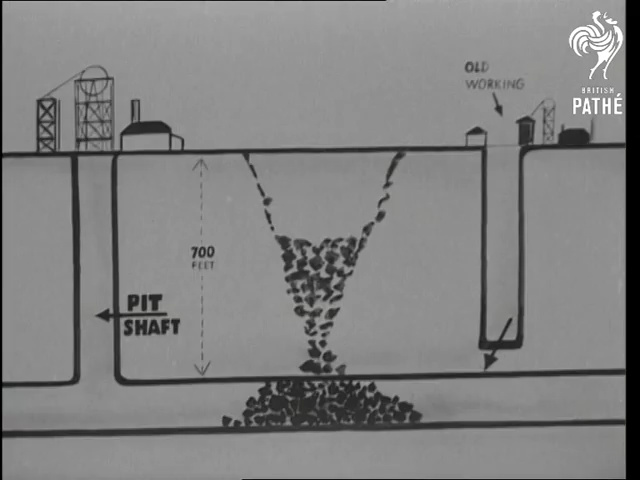 OLD
WORKING
BRITISH
PATHÉ
700
FEET
PIT
SHAFT